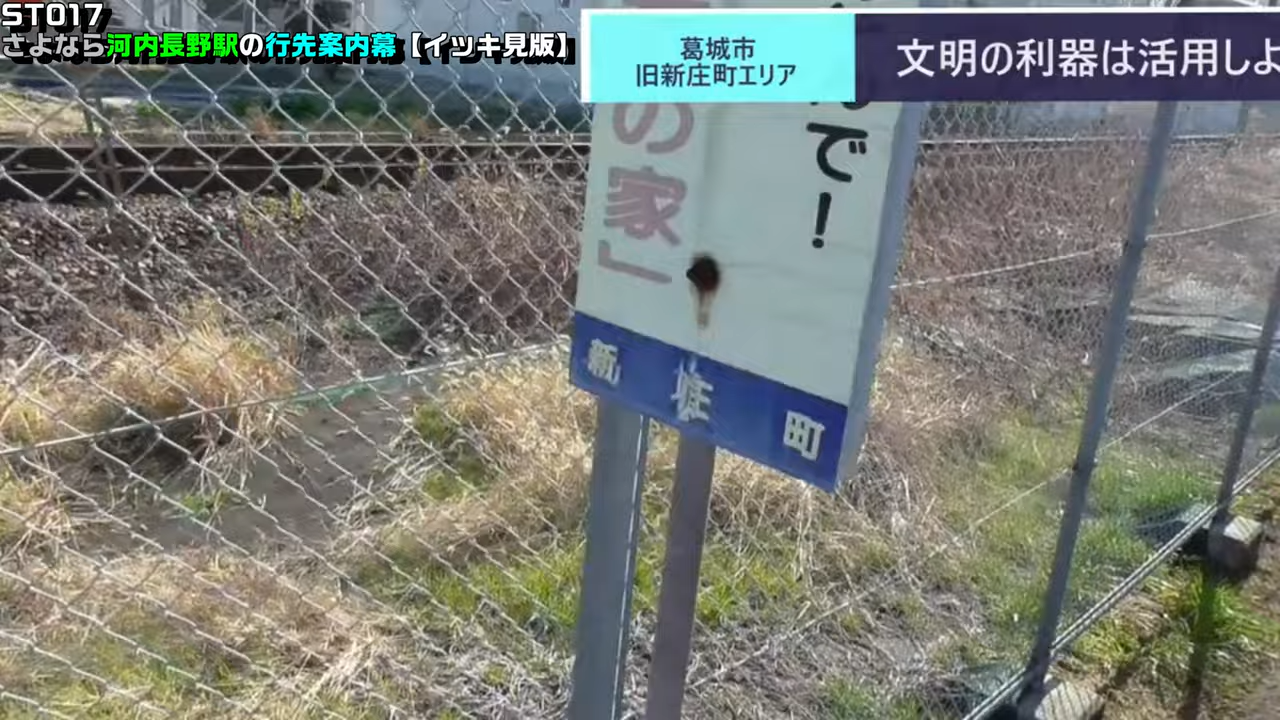 ST017
さよなら河内長野駅の行先案内幕【イツキ見版】
葛城市
旧新庄町エリア
文明の利器は活用しよ
で!
の家」
新庄町